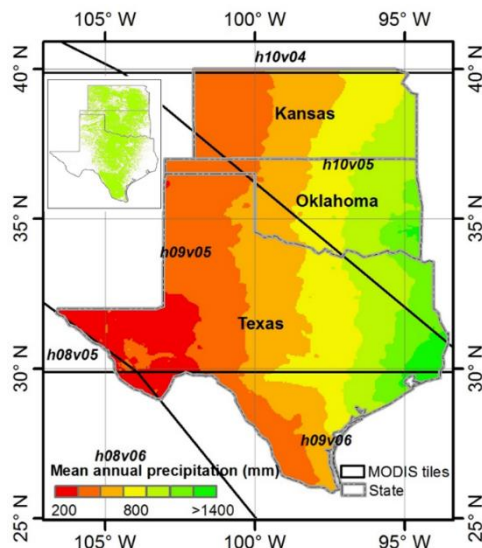 105° W 100° W 95° W
40° N
40° N
h10v04
Kansas
h10v05
Oklahoma
35° N
35° N
h09v05
Texas
30° N
30° N
h08v05
h09v06
h08v06
Mean annual precipitation (mm)
MODIS tiles
State
200 800 >1400
25° N
25° N
105° W 100° W 95° W